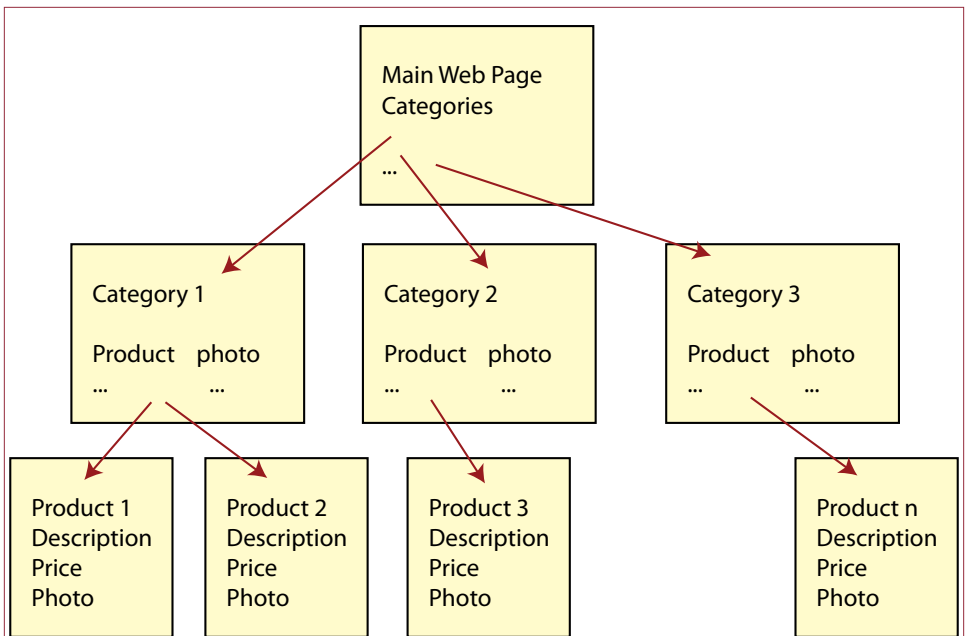 Main Web Page
Categories
...
Category 1
Product photo
... ...
Category 2
Product photo
... ...
Category 3
Product photo
... ...
Product 1
Description
Price
Photo
Product 2
Description
Price
Photo
Product 3
Description
Price
Photo
Product n
Description
Price
Photo